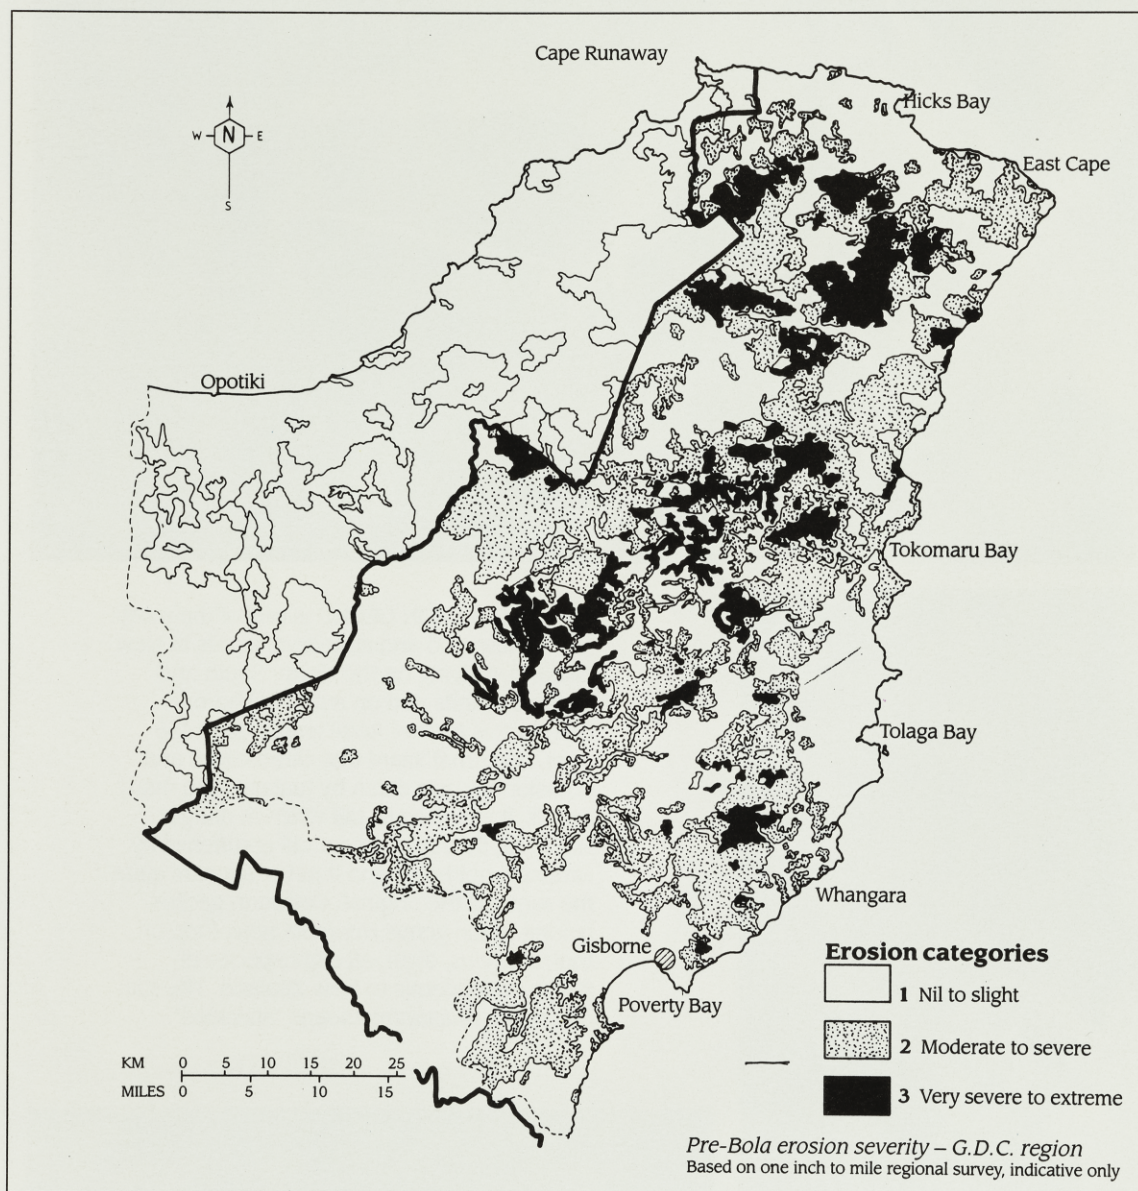 Cape Runaway
N
W
E
S
Hicks Bay
East Cape
Opotiki
Tokomaru Bay
Tolaga Bay
Whangara
Gisborne
Poverty Bay
Erosion categories
1 Nil to slight
2 Moderate to severe
3 Very severe to extreme
KM 0 5 10 15 20 25
MILES 0 5 10 15
Pre-Bola erosion severity – G.D.C. region
Based on one inch to mile regional survey, indicative only